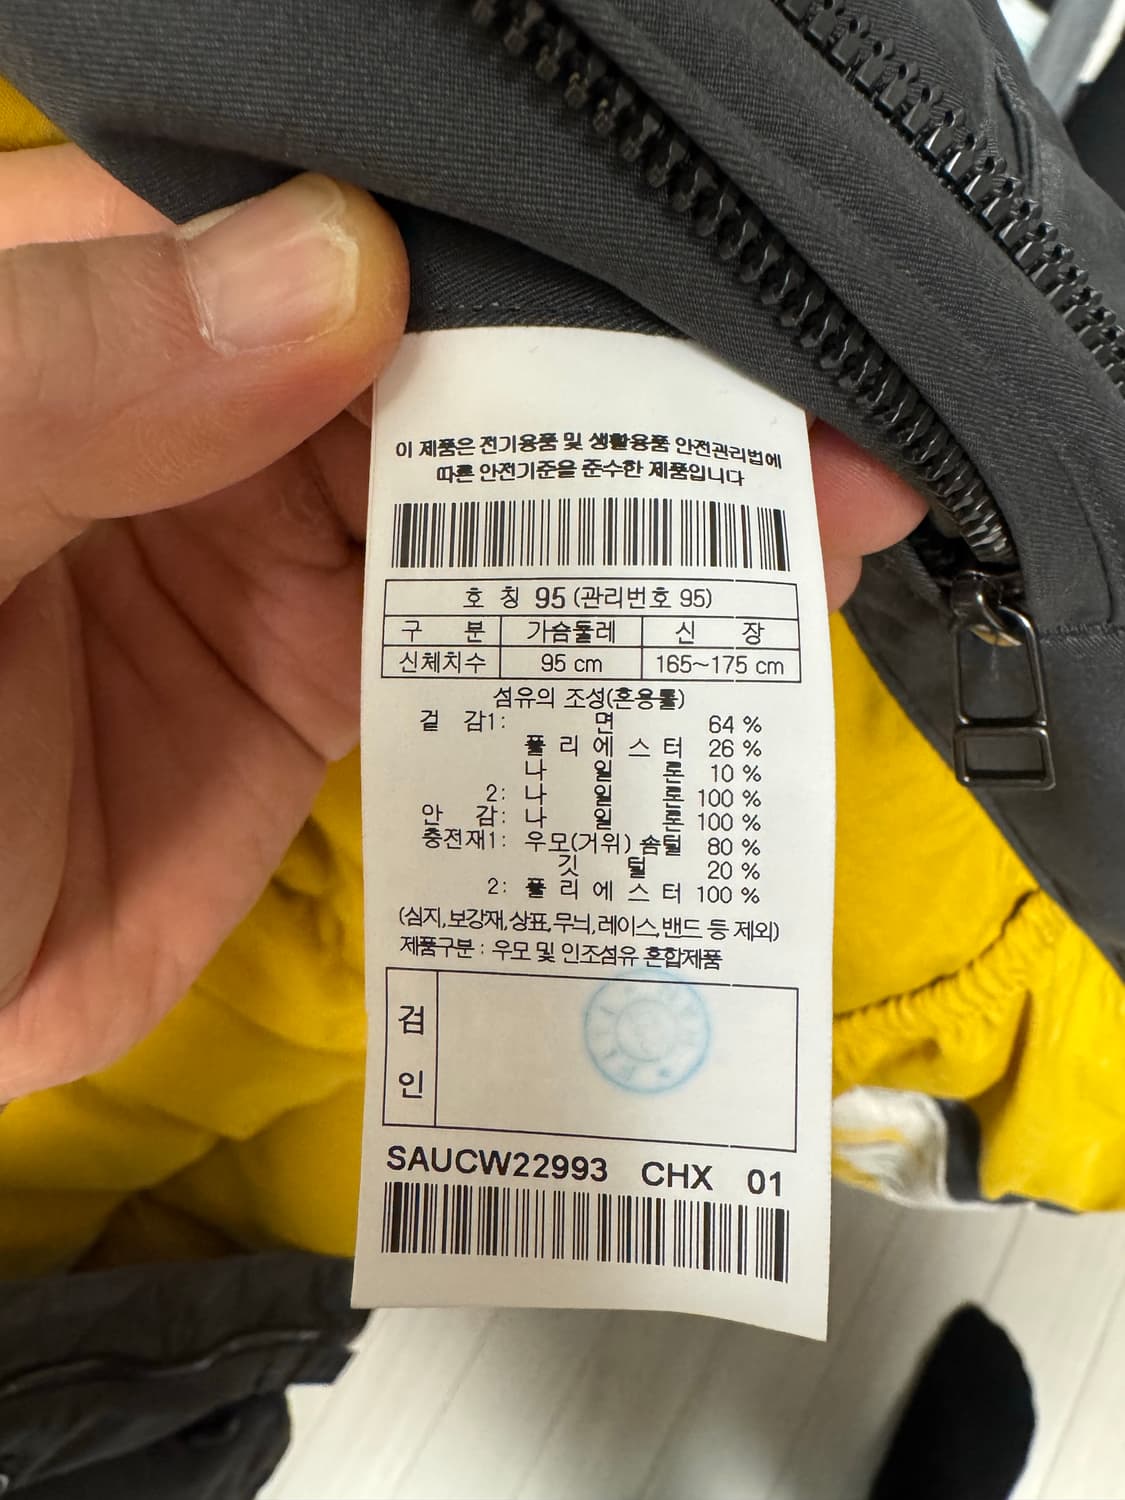 이 제품은 전기용품 및 생활용품 안전관리법에
따른 안전기준을 준수한 제품입니다
호 칭 95 (관리번호 95)
구 분 가슴둘레 신 장
신체치수 95 cm 165~175 cm
섬유의 조성(혼용률)
겉 감1: 면 64 %
폴 리 에 스 터 26 %
나 일 론 10 %
2: 나 일 론 100 %
안 감: 나 일 론 100 %
충전재1: 우모(거위) 솜털 80 %
깃 털 20 %
2: 폴 리 에 스 터 100 %
(심지,보강재,상표,무늬,레이스,밴드 등 제외)
제품구분 : 우모 및 인조섬유 혼합제품
검
인
SAUCW22993 CHX 01